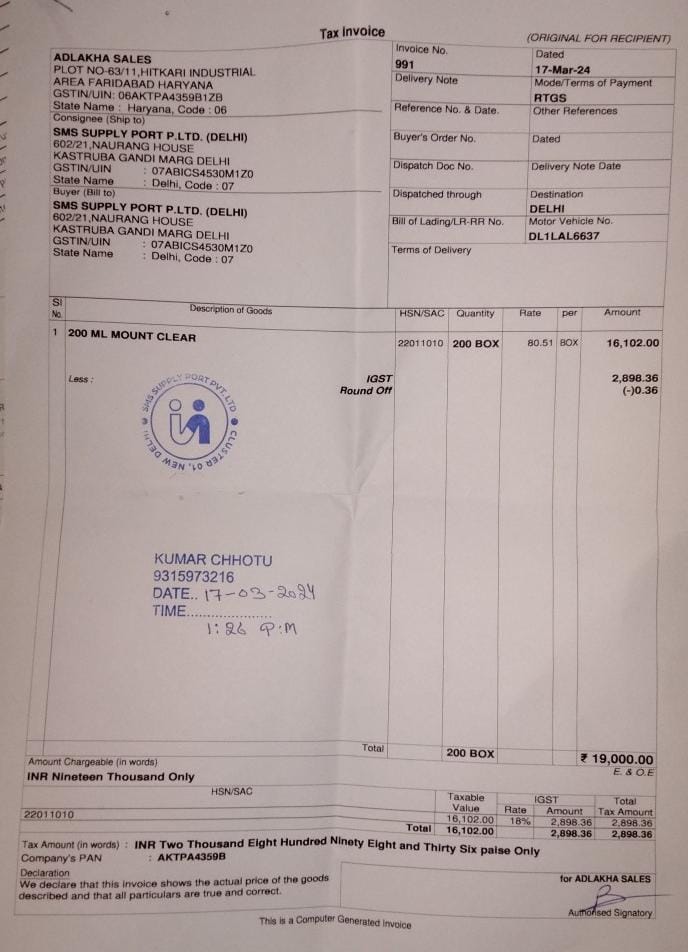 Tax Invoice
(ORIGINAL FOR RECIPIENT)
ADLAKHA SALES
PLOT NO-63/11,HITKARI INDUSTRIAL
AREA FARIDABAD HARYANA
GSTIN/UIN: 06AKTPA4359B1ZB
State Name : Haryana, Code : 06
Consignee (Ship to)
SMS SUPPLY PORT P.LTD. (DELHI)
602/21,NAURANG HOUSE
KASTRUBA GANDI MARG DELHI
GSTIN/UIN : 07ABICS4530M1Z0
State Name : Delhi, Code : 07
Buyer (Bill to)
SMS SUPPLY PORT P.LTD. (DELHI)
602/21,NAURANG HOUSE
KASTRUBA GANDI MARG DELHI
GSTIN/UIN : 07ABICS4530M1Z0
State Name : Delhi, Code : 07
Invoice No. Dated
991 17-Mar-24
Delivery Note Mode/Terms of Payment
RTGS
Reference No. & Date. Other References
Buyer's Order No. Dated
Dispatch Doc No. Delivery Note Date
Dispatched through Destination
DELHI
Bill of Lading/LR-RR No. Motor Vehicle No.
DL1LAL6637
Terms of Delivery
Sl No. Description of Goods HSN/SAC Quantity Rate per Amount
1 200 ML MOUNT CLEAR 22011010 200 BOX 80.51 BOX 16,102.00
IGST 2,898.36
Less : Round Off (-)0.36
SMS SUPPLY PORT PVT. LTD
CLUSTER 01, NEW DELHI
KUMAR CHHOTU
9315973216
DATE.. 17-03-2024
TIME....................
1:26 P:M
Total 200 BOX ₹ 19,000.00
Amount Chargeable (in words) E. & O.E
INR Nineteen Thousand Only
HSN/SAC Taxable Value IGST Total Tax Amount
Rate Amount
22011010 16,102.00 18% 2,898.36 2,898.36
Total 16,102.00 2,898.36 2,898.36
Tax Amount (in words) : INR Two Thousand Eight Hundred Ninety Eight and Thirty Six paise Only
Company's PAN : AKTPA4359B
Declaration
We declare that this invoice shows the actual price of the goods
described and that all particulars are true and correct.
for ADLAKHA SALES
Authorised Signatory
This is a Computer Generated Invoice